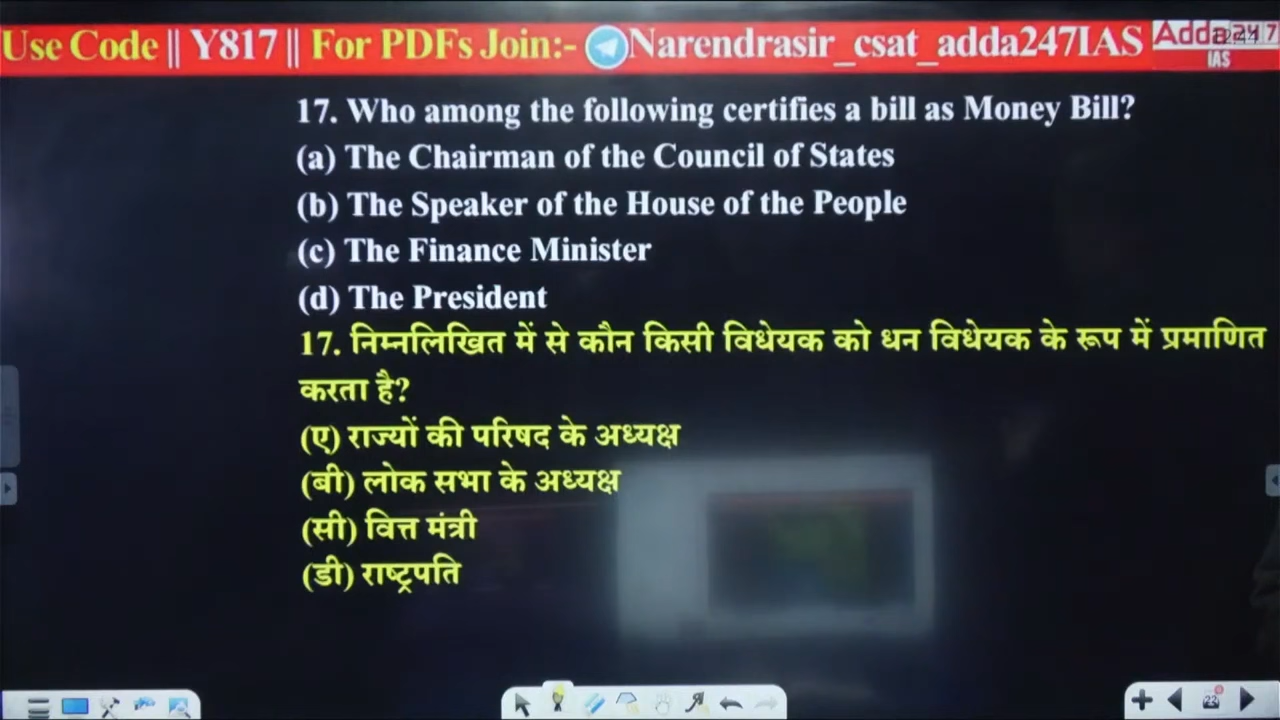 Use Code || Y817 || For PDFs Join:- Narendrasir_csat_adda247IAS
Adda247
IAS
17. Who among the following certifies a bill as Money Bill?
(a) The Chairman of the Council of States
(b) The Speaker of the House of the People
(c) The Finance Minister
(d) The President
17. निम्नलिखित में से कौन किसी विधेयक को धन विधेयक के रूप में प्रमाणित
करता है?
(ए) राज्यों की परिषद के अध्यक्ष
(बी) लोक सभा के अध्यक्ष
(सी) वित्त मंत्री
(डी) राष्ट्रपति